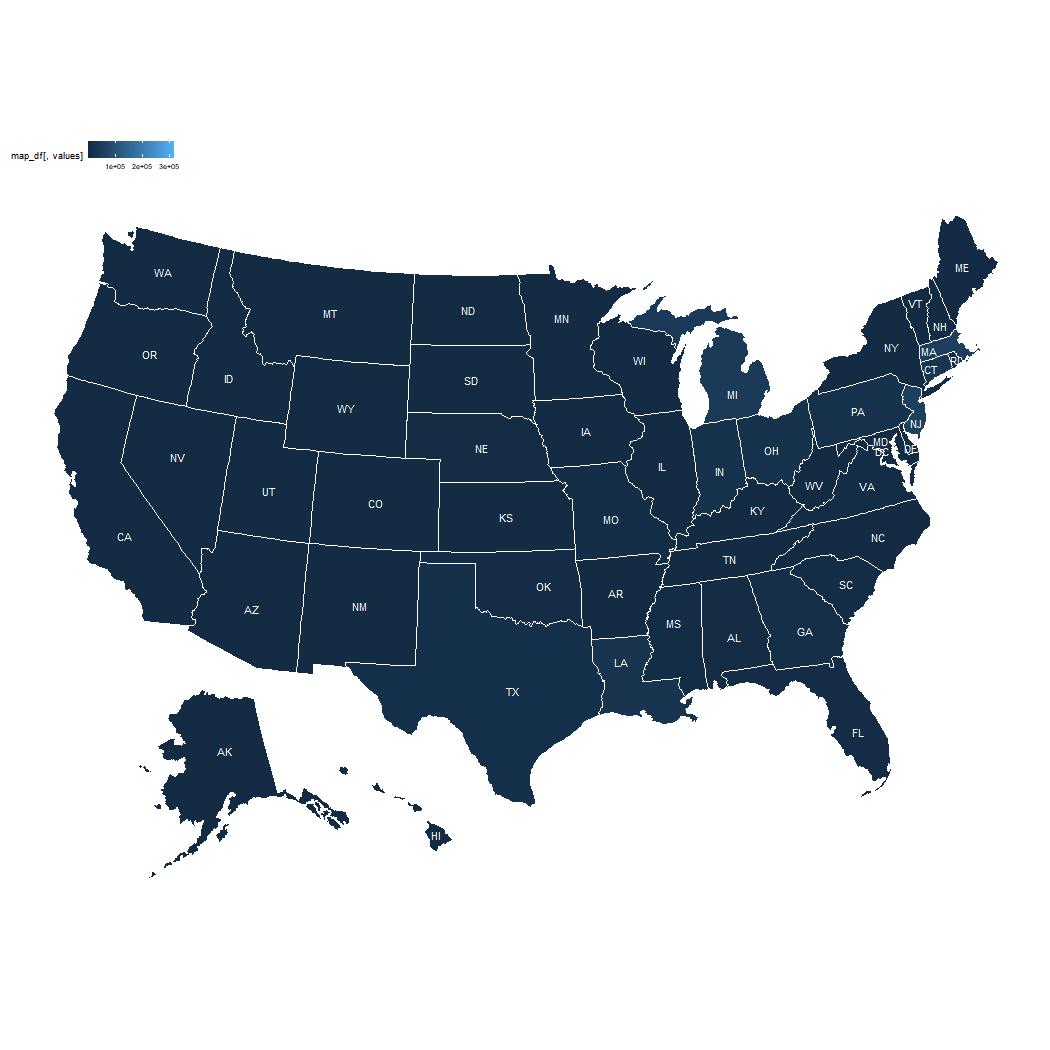 map_df[, values]
1e+05 2e+05 3e+05
ME
WA
VT
ND
MT
MN
NH
NY
MA
OR
WI
RI
CT
ID
SD
MI
WY
PA
NJ
IA
MD
NE
OH
DE
DC
NV
IL
IN
UT
WV
VA
CO
KY
KS
MO
CA
NC
TN
OK
SC
AR
NM
AZ
MS
GA
AL
LA
TX
FL
AK
HI